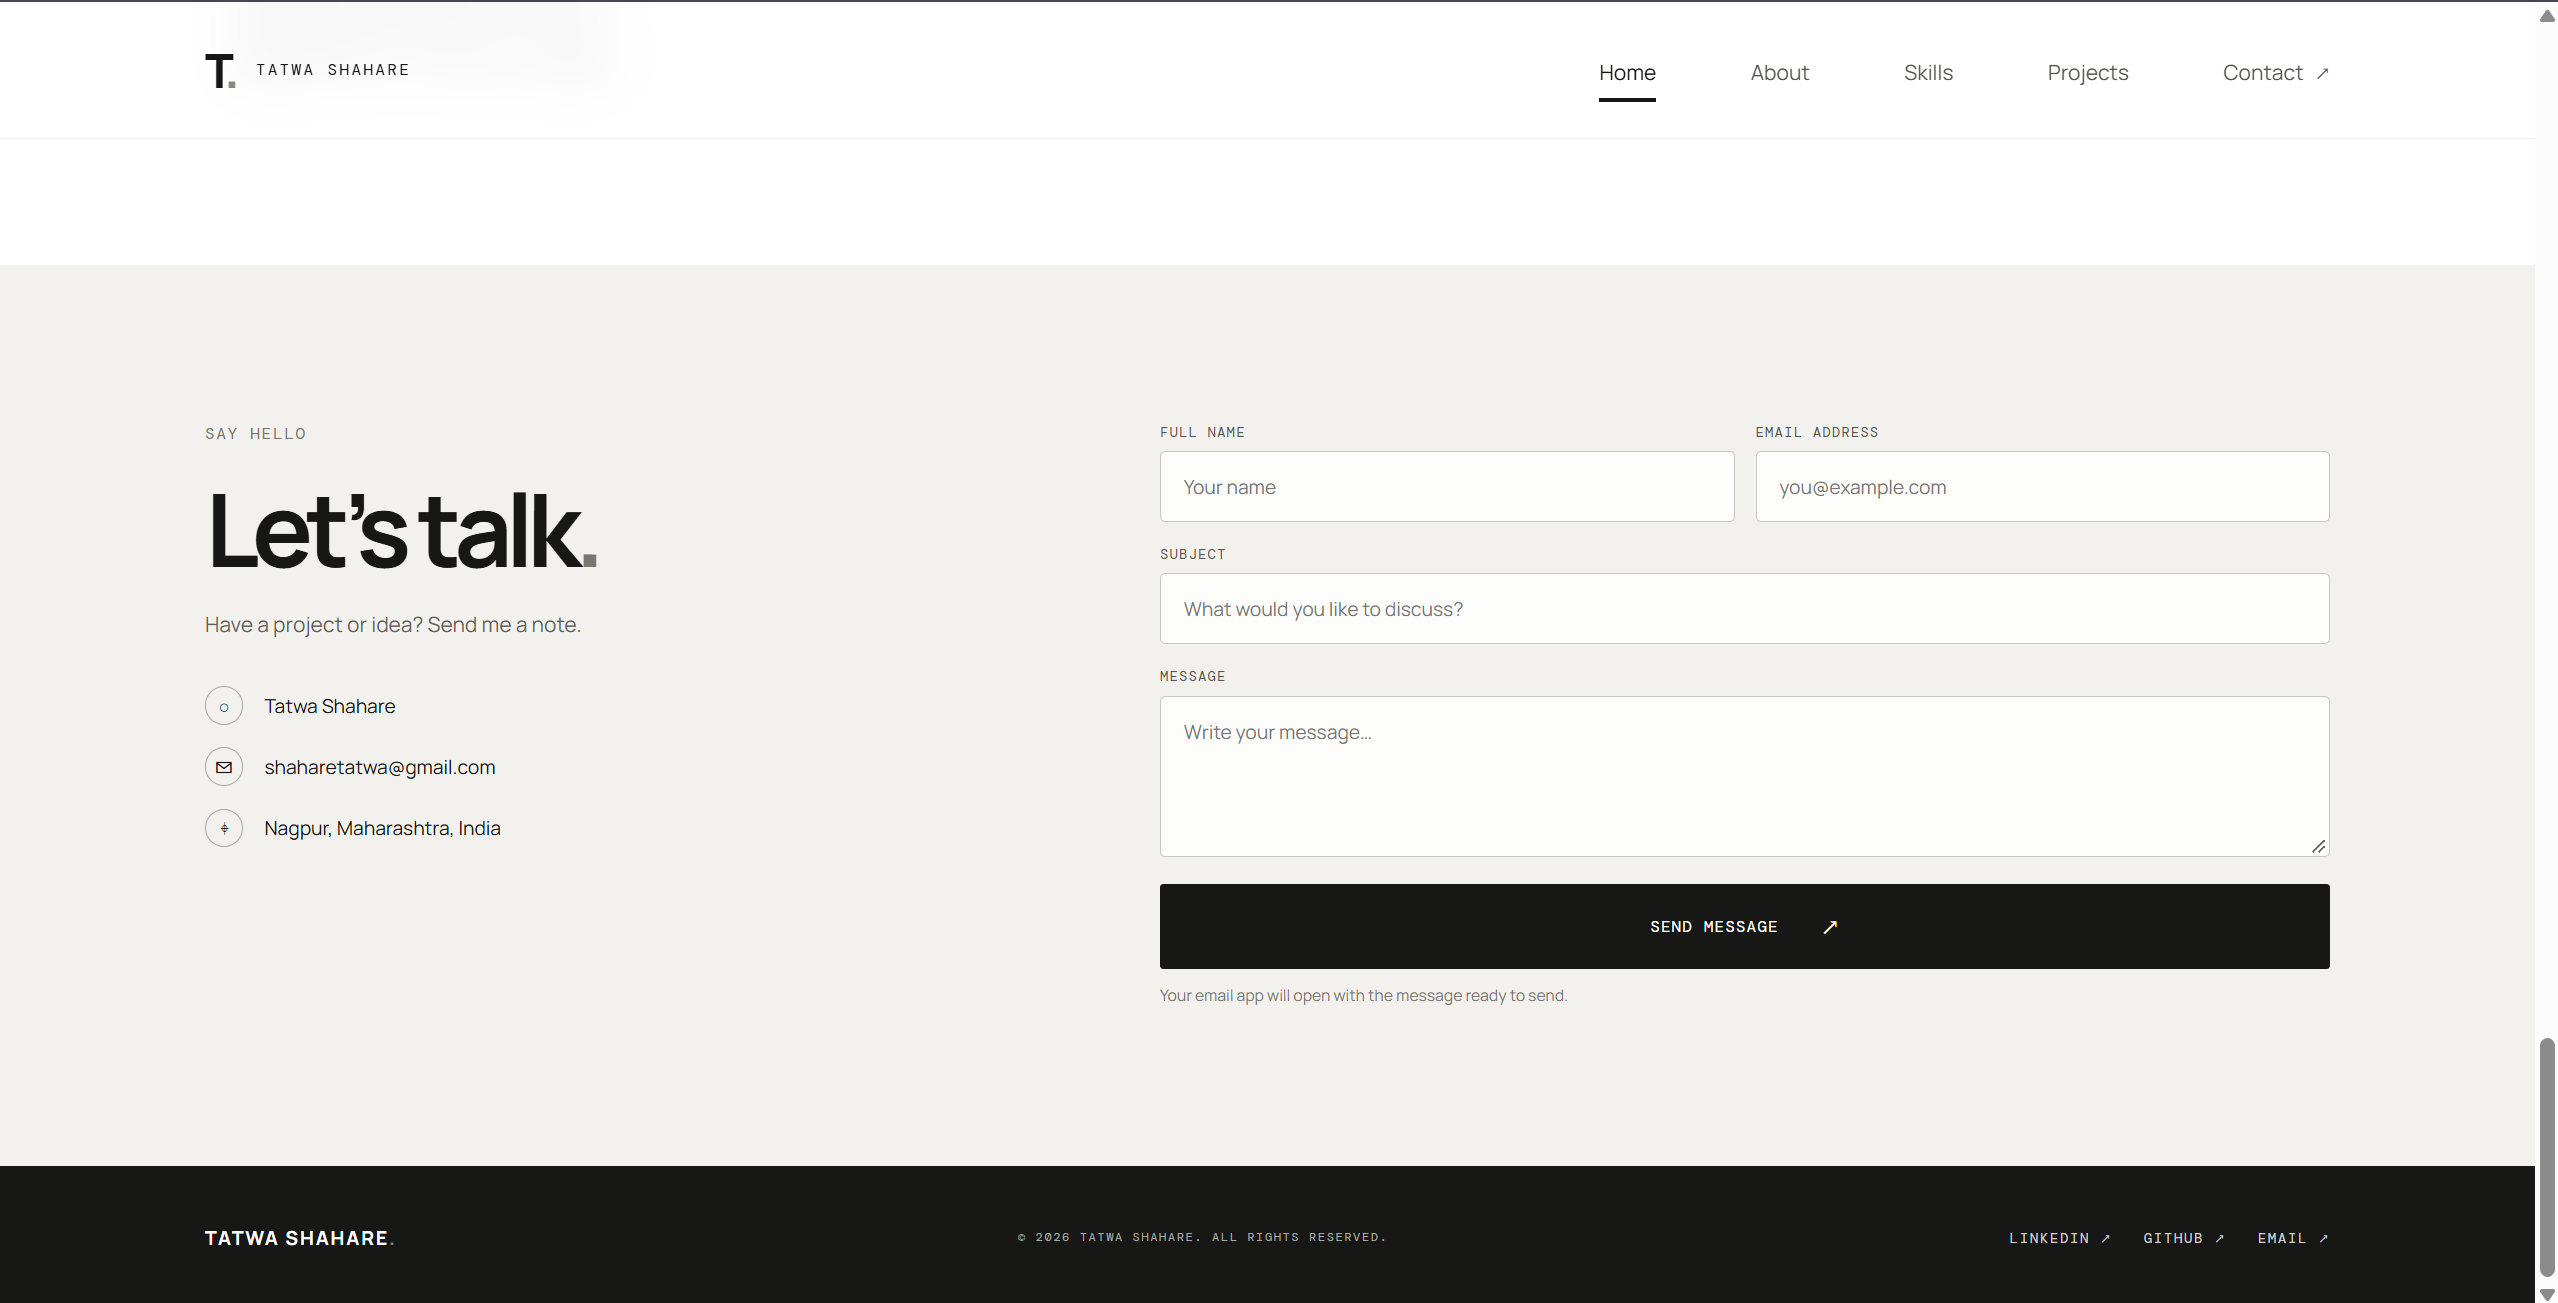 T. TATWA SHAHARE
Home About Skills Projects Contact ↗
SAY HELLO
Let’s talk.
Have a project or idea? Send me a note.
Tatwa Shahare
shaharetatwa@gmail.com
Nagpur, Maharashtra, India
FULL NAME
Your name
EMAIL ADDRESS
you@example.com
SUBJECT
What would you like to discuss?
MESSAGE
Write your message...
SEND MESSAGE ↗
Your email app will open with the message ready to send.
TATWA SHAHARE.
© 2026 TATWA SHAHARE. ALL RIGHTS RESERVED.
LINKEDIN ↗ GITHUB ↗ EMAIL ↗